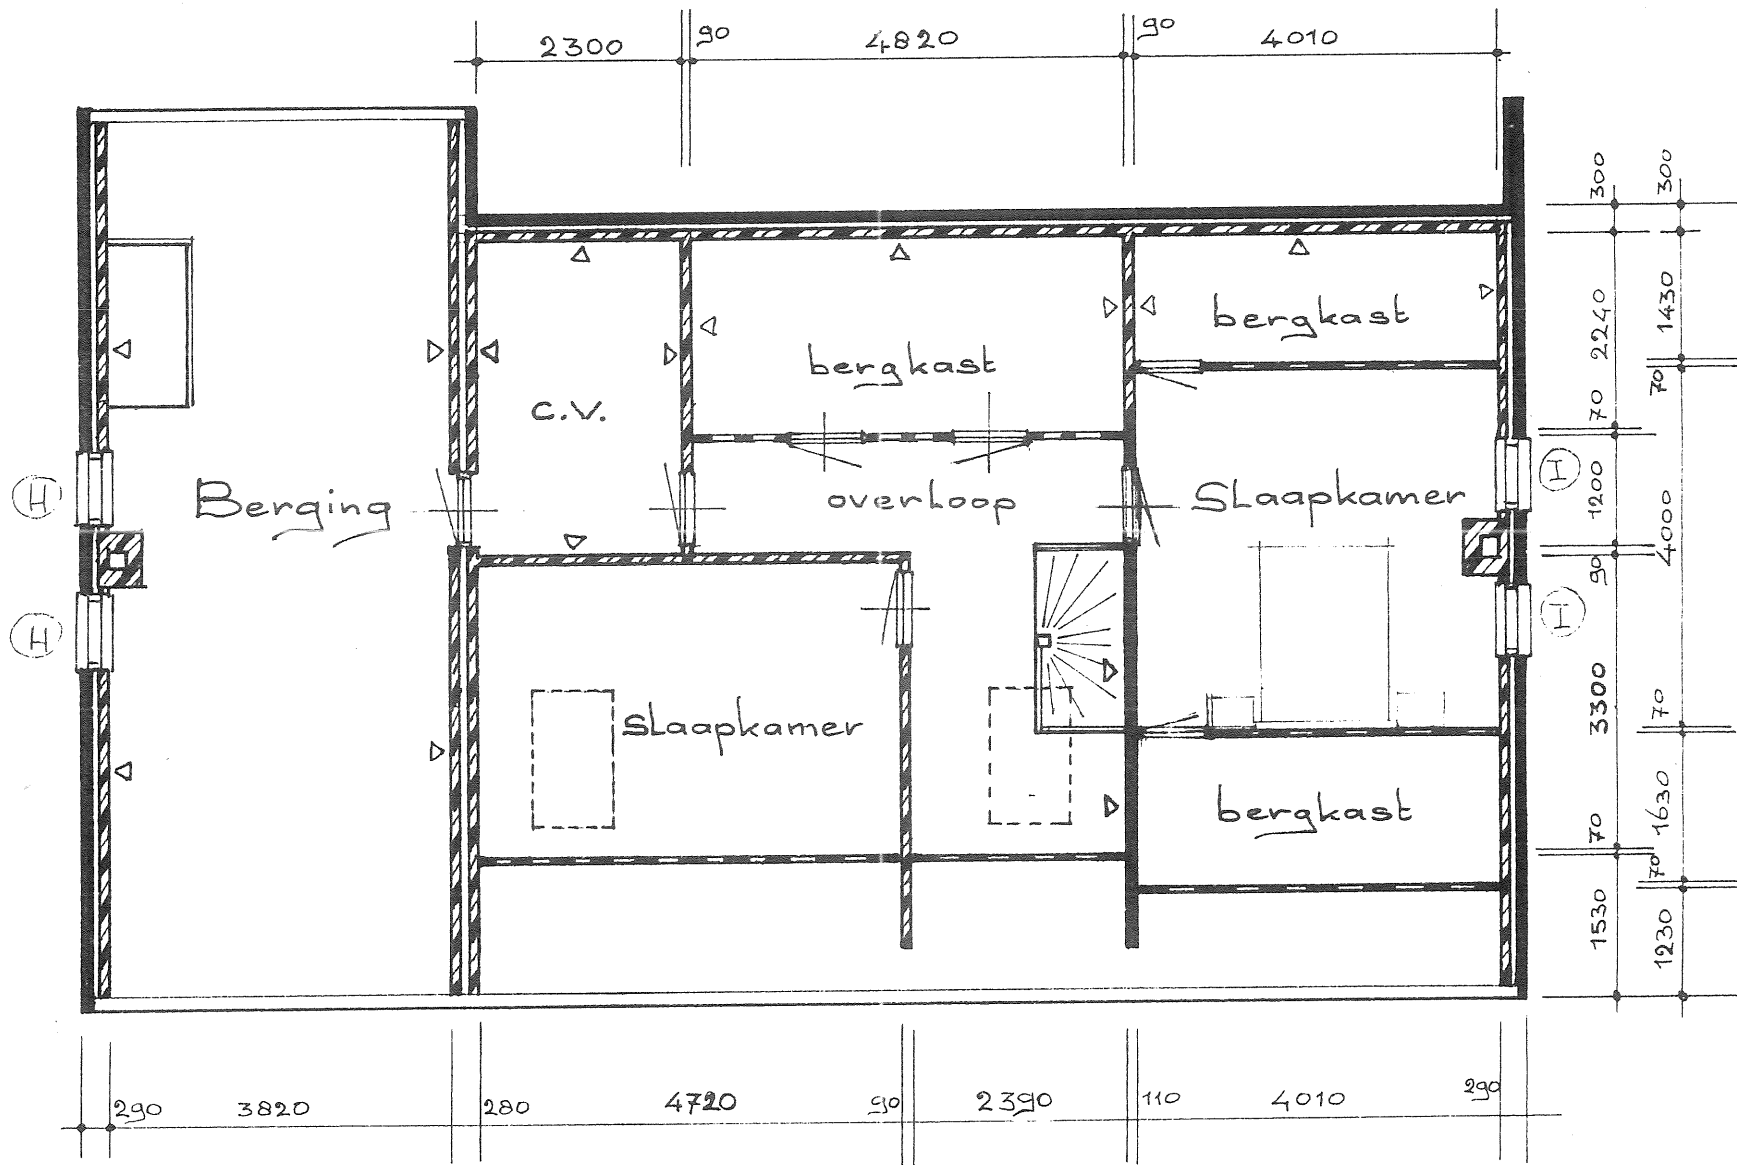 2300 90 4820 90 4010
300 300
2240 1430
bergkast
bergkast
70
C.V.
70
H Berging overloop Slaapkamer I
1200 4000
90
H I
3300 70
Slaapkamer
bergkast
1630
70
70
1530 1230
290 3820 280 4720 90 2390 110 4010 290